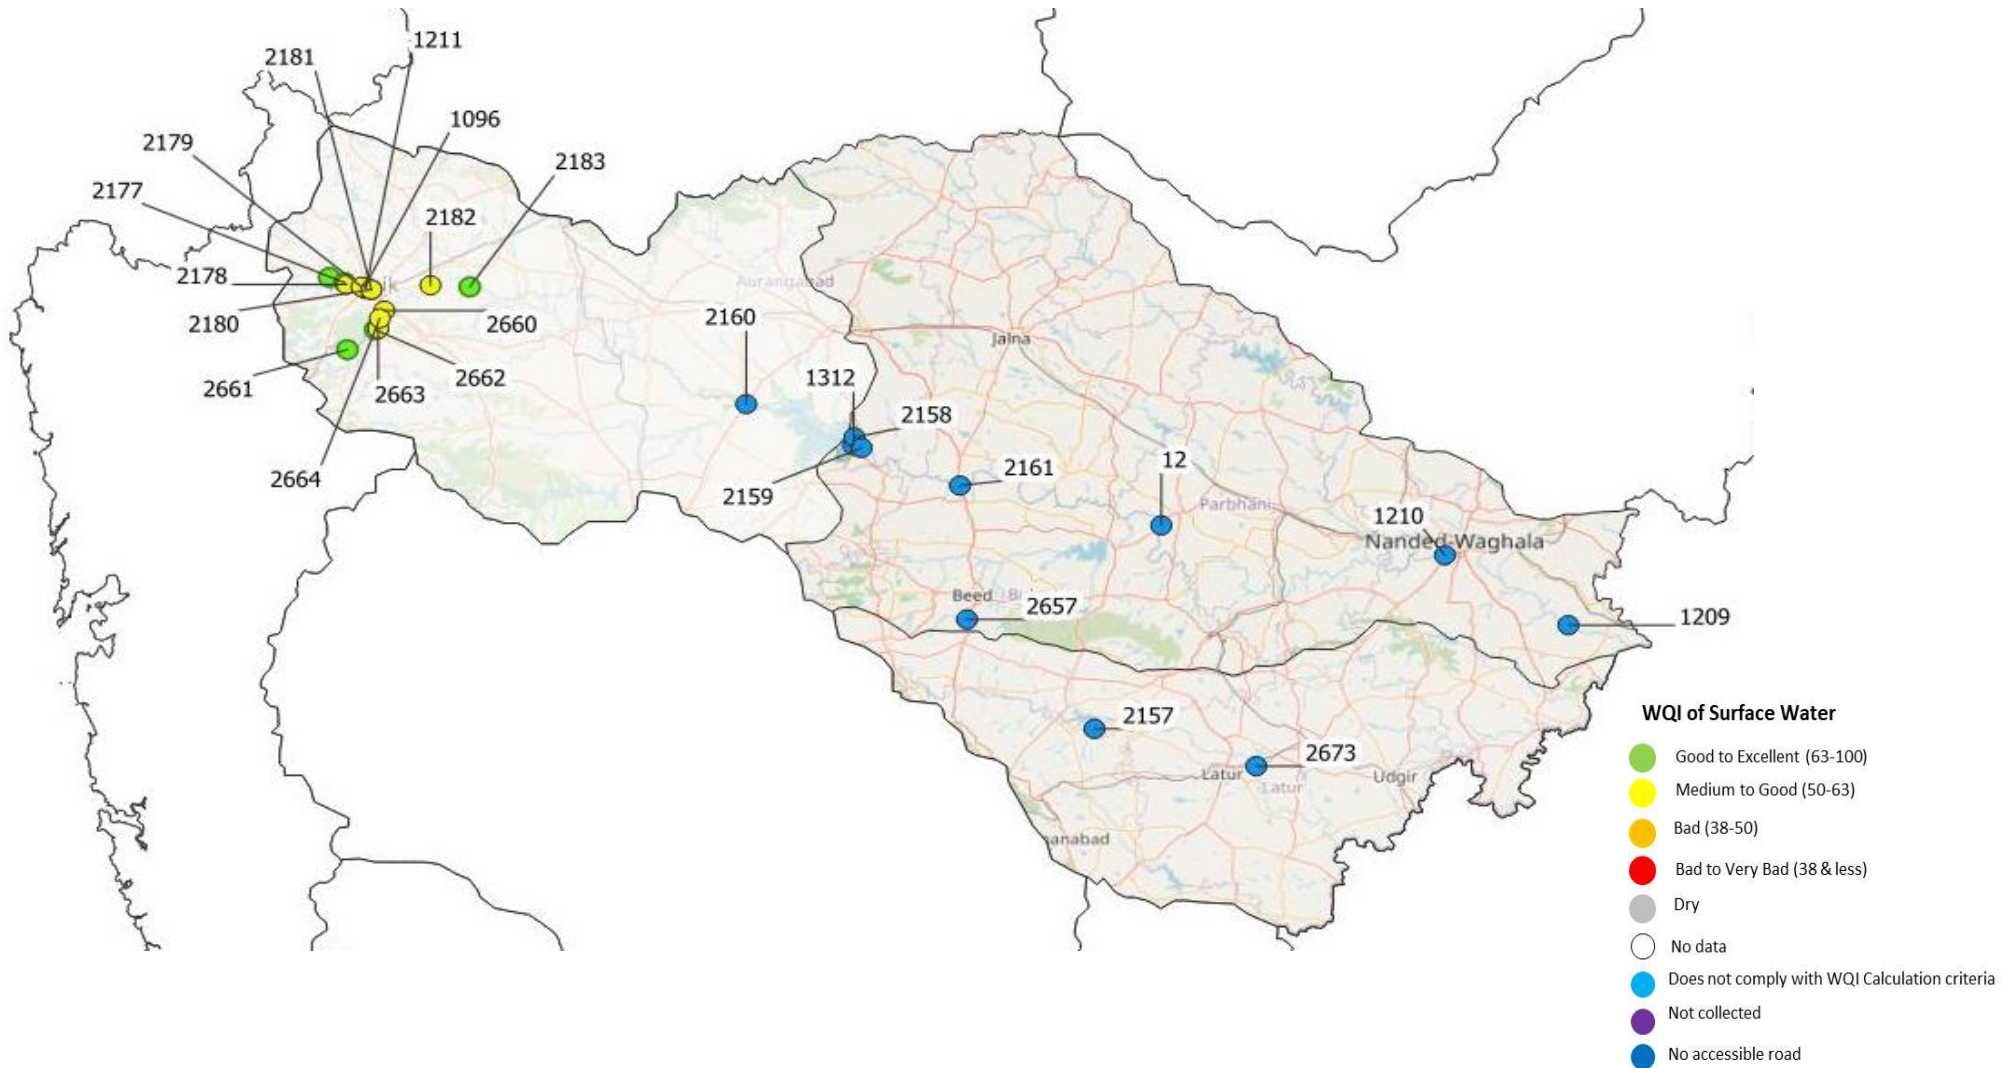 1211
2181
1096
2179
2183
2177
2182
2178
Aurangabad
2180
2660
2160
Jalna
2661
2663
2662
1312
2158
2664
2159
2161
12
Parbhani
1210
Nanded-Waghala
Beed
2657
1209
2157
2673
Latur
Udgir
Latur
anabad
WQI of Surface Water
Good to Excellent (63-100)
Medium to Good (50-63)
Bad (38-50)
Bad to Very Bad (38 & less)
Dry
No data
Does not comply with WQI Calculation criteria
Not collected
No accessible road